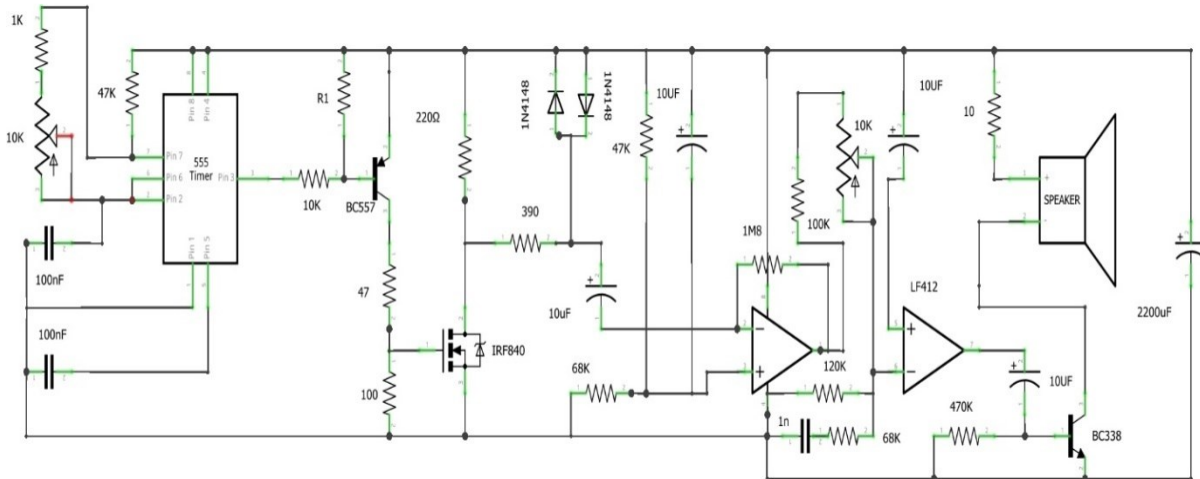 1K
10K
47K
Pin 8
Pin 4
Pin 7
Pin 6
Pin 2
555
Timer
Pin 3
Pin 1
Pin 5
100nF
100nF
R1
10K
BC557
47
100
220Ω
IRF840
390
1N4148
1N4148
10uF
68K
47K
10UF
1M8
100K
10K
120K
1n
68K
10UF
LF412
470K
10UF
BC338
10
SPEAKER
2200uF